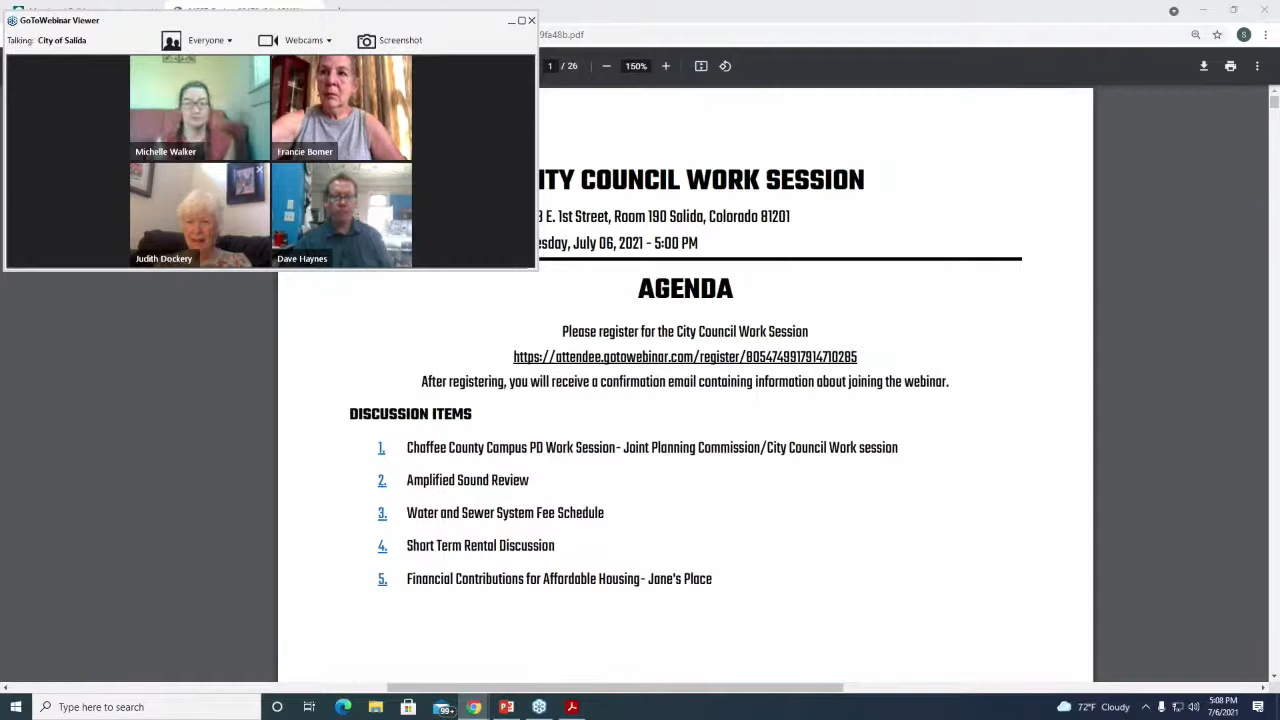 GoToWebinar Viewer
Talking: City of Salida
Everyone
Webcams
Screenshot
Michelle Walker
Francie Bomer
Judith Dockery
Dave Haynes
9fa48b.pdf
S
1 / 26
150%
ITY COUNCIL WORK SESSION
8 E. 1st Street, Room 190 Salida, Colorado 81201
esday, July 06, 2021 - 5:00 PM
AGENDA
Please register for the City Council Work Session
https://attendee.gotowebinar.com/register/8054749917914710285
After registering, you will receive a confirmation email containing information about joining the webinar.
DISCUSSION ITEMS
1. Chaffee County Campus PD Work Session- Joint Planning Commission/City Council Work session
2. Amplified Sound Review
3. Water and Sewer System Fee Schedule
4. Short Term Rental Discussion
5. Financial Contributions for Affordable Housing- Jane's Place
Type here to search
99+
72°F Cloudy
5:08 PM
7/6/2021